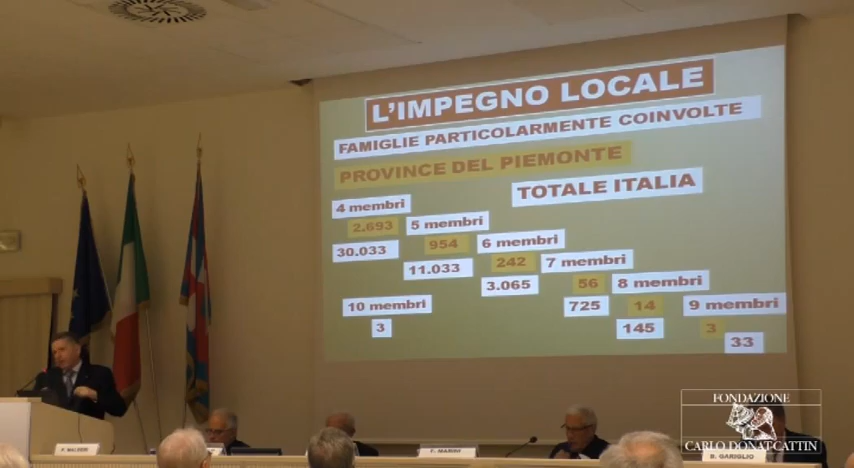 L'IMPEGNO LOCALE
FAMIGLIE PARTICOLARMENTE COINVOLTE
PROVINCE DEL PIEMONTE
TOTALE ITALIA
4 membri
2.693
30.033
5 membri
954
11.033
6 membri
242
3.065
7 membri
56
725
8 membri
14
145
9 membri
3
33
10 membri
3
FONDAZIONE
CARLO DONAT-CATTIN
F. MARINI
B. GARIGLIO